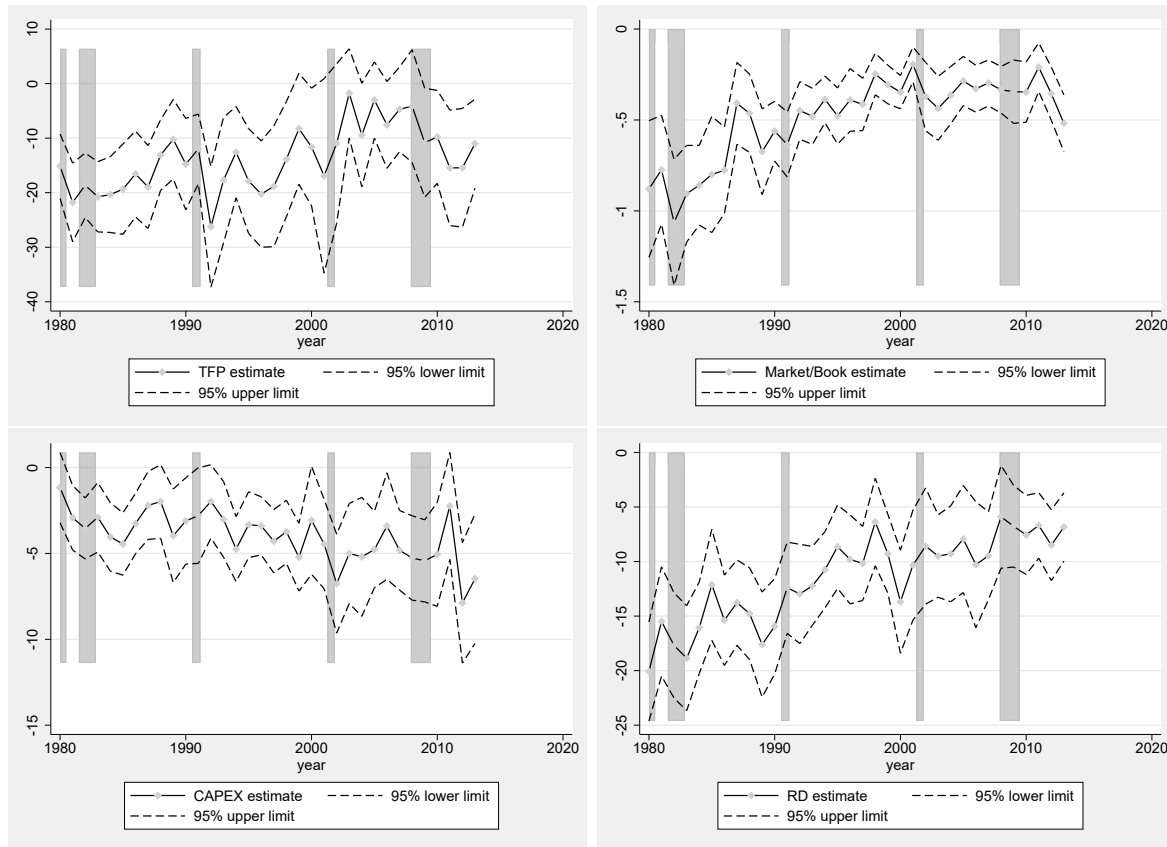 10
0
-10
-20
-30
-40
1980 1990 2000 2010 2020
year
TFP estimate 95% lower limit
95% upper limit
0
-.5
-1
-1.5
1980 1990 2000 2010 2020
year
Market/Book estimate 95% lower limit
95% upper limit
0
-5
-10
-15
1980 1990 2000 2010 2020
year
CAPEX estimate 95% lower limit
95% upper limit
0
-5
-10
-15
-20
-25
1980 1990 2000 2010 2020
year
RD estimate 95% lower limit
95% upper limit